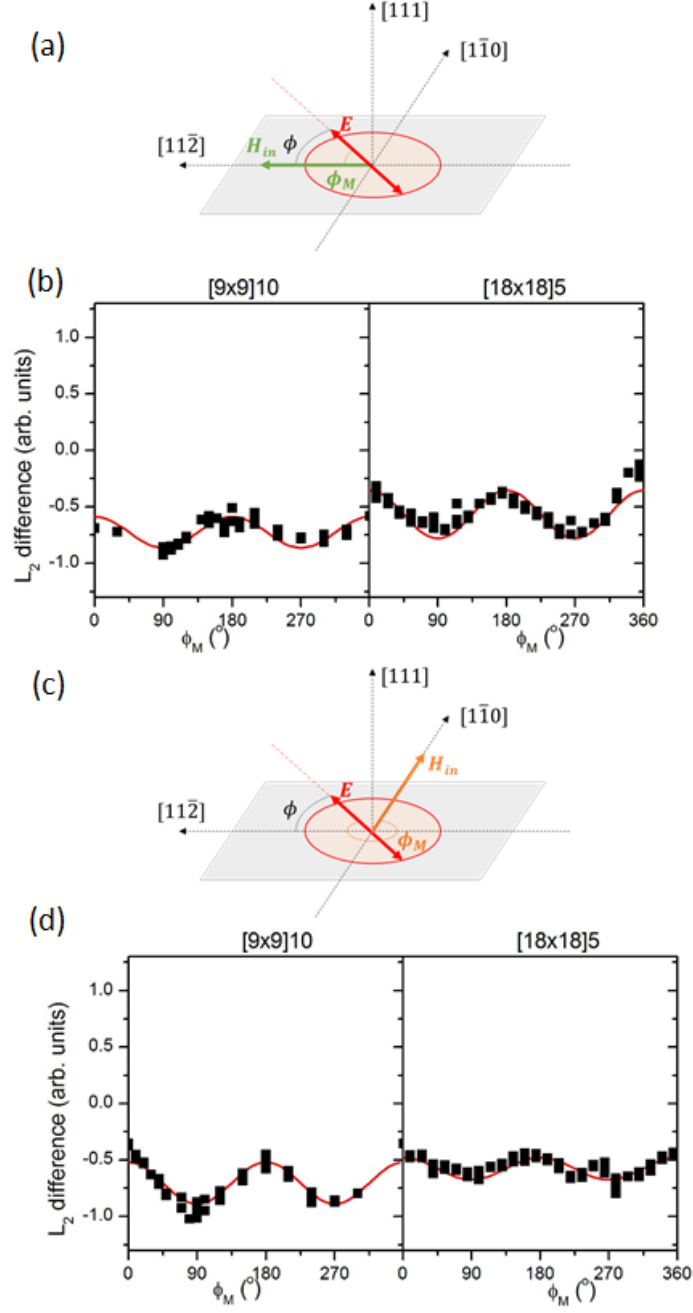 (a)
[111]
[11̅0]
[112̅]
H_in
ϕ
E
ϕ_M
(b)
[9x9]10 [18x18]5
L₂ difference (arb. units)
1.0
0.5
0.0
-0.5
-1.0
0 90 180 270 0 90 180 270 360
ϕ_M (°) ϕ_M (°)
(c)
[111]
[11̅0]
H_in
[112̅]
ϕ
E
ϕ_M
(d)
[9x9]10 [18x18]5
L₂ difference (arb. units)
1.0
0.5
0.0
-0.5
-1.0
0 90 180 270 0 90 180 270 360
ϕ_M (°) ϕ_M (°)